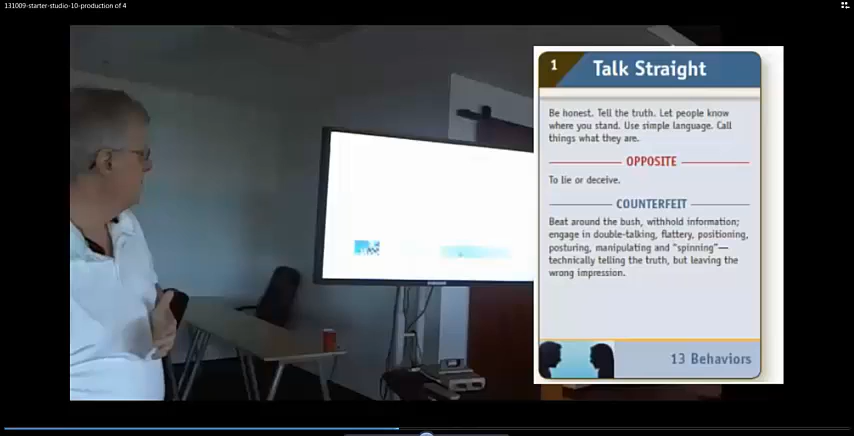 131009-starter-studio-10-production of 4
1
Talk Straight
Be honest. Tell the truth. Let people know
where you stand. Use simple language. Call
things what they are.
OPPOSITE
To lie or deceive.
COUNTERFEIT
Beat around the bush, withhold information;
engage in double-talking, flattery, positioning,
posturing, manipulating and “spinning”—
technically telling the truth, but leaving the
wrong impression.
13 Behaviors